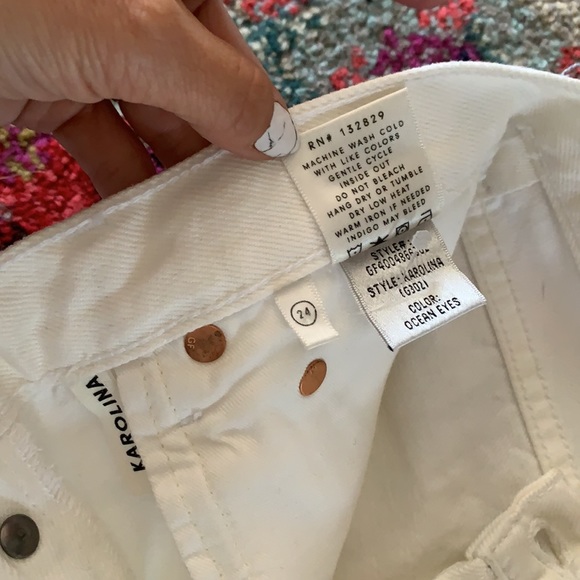 RN# 132829
MACHINE WASH COLD
WITH LIKE COLORS
GENTLE CYCLE
INSIDE OUT
DO NOT BLEACH
HANG DRY OR TUMBLE
DRY LOW HEAT
WARM IRON IF NEEDED
INDIGO MAY BLEED
STYLE#:
STYLE: KAROLINA
(GJ02)
COLOR:
OCEAN EYES
24
KAROLINA